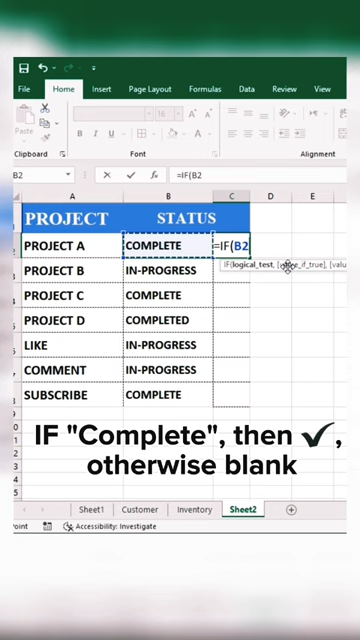 File Home Insert Page Layout Formulas Data Review View
16
Paste
B I U
Clipboard Font Alignment
B2 =IF(B2
A B C D E
PROJECT STATUS
PROJECT A COMPLETE =IF(B2
IF(logical_test, [value_if_true], [valu
PROJECT B IN-PROGRESS
PROJECT C COMPLETE
PROJECT D COMPLETED
LIKE IN-PROGRESS
COMMENT IN-PROGRESS
SUBSCRIBE COMPLETE
IF "Complete", then ✓,
otherwise blank
Sheet1 Customer Inventory Sheet2
Point Accessibility: Investigate